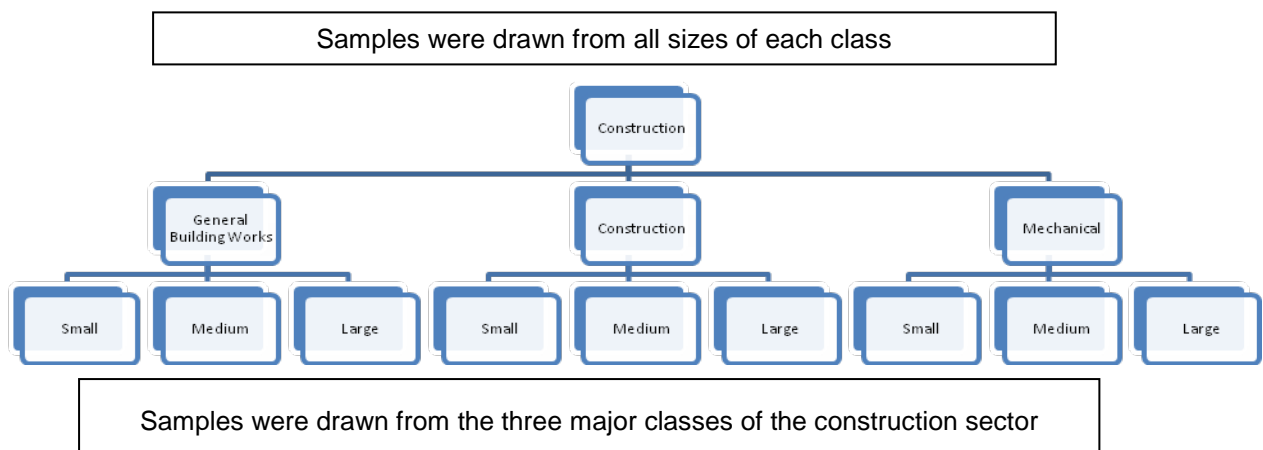 Samples were drawn from all sizes of each class
Construction
General
Building Works
Construction
Mechanical
Small
Medium
Large
Small
Medium
Large
Small
Medium
Large
Samples were drawn from the three major classes of the construction sector